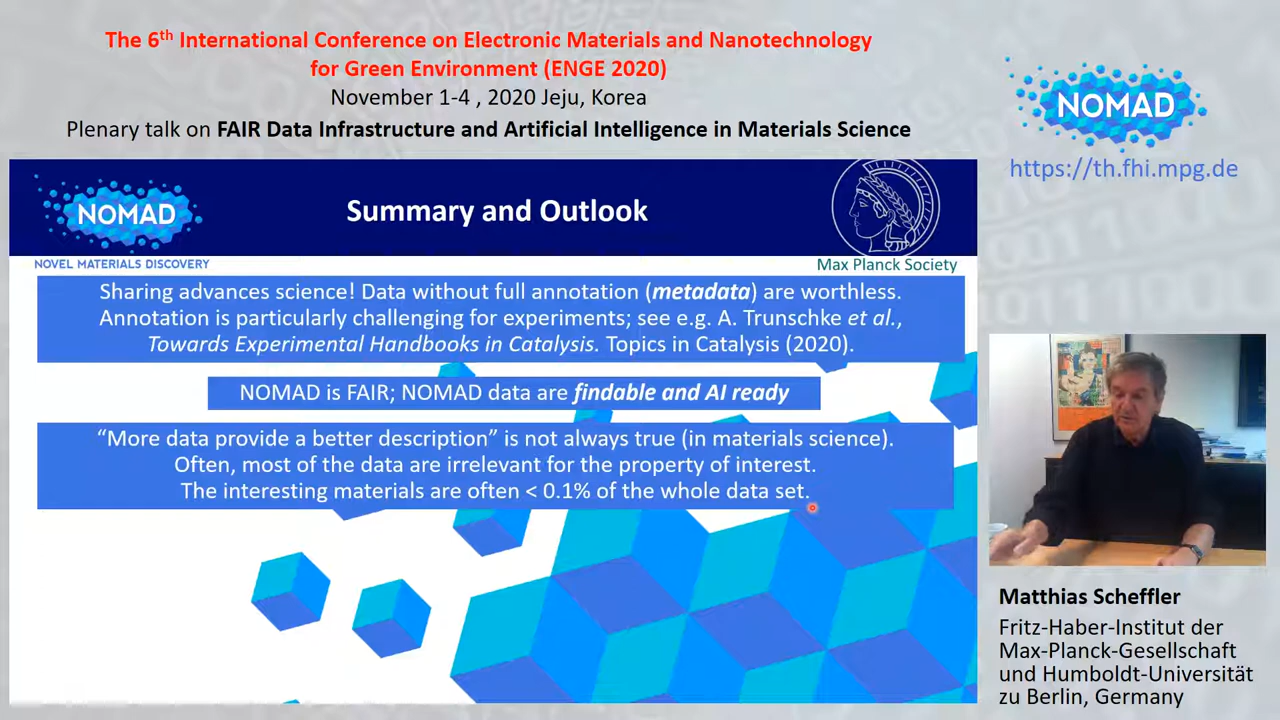 The 6th International Conference on Electronic Materials and Nanotechnology
for Green Environment (ENGE 2020)
November 1-4 , 2020 Jeju, Korea
Plenary talk on FAIR Data Infrastructure and Artificial Intelligence in Materials Science
NOMAD
https://th.fhi.mpg.de
NOMAD
NOVEL MATERIALS DISCOVERY
Summary and Outlook
Max Planck Society
Sharing advances science! Data without full annotation (metadata) are worthless.
Annotation is particularly challenging for experiments; see e.g. A. Trunschke et al.,
Towards Experimental Handbooks in Catalysis. Topics in Catalysis (2020).
NOMAD is FAIR; NOMAD data are findable and AI ready
“More data provide a better description” is not always true (in materials science).
Often, most of the data are irrelevant for the property of interest.
The interesting materials are often < 0.1% of the whole data set.
Matthias Scheffler
Fritz-Haber-Institut der
Max-Planck-Gesellschaft
und Humboldt-Universität
zu Berlin, Germany